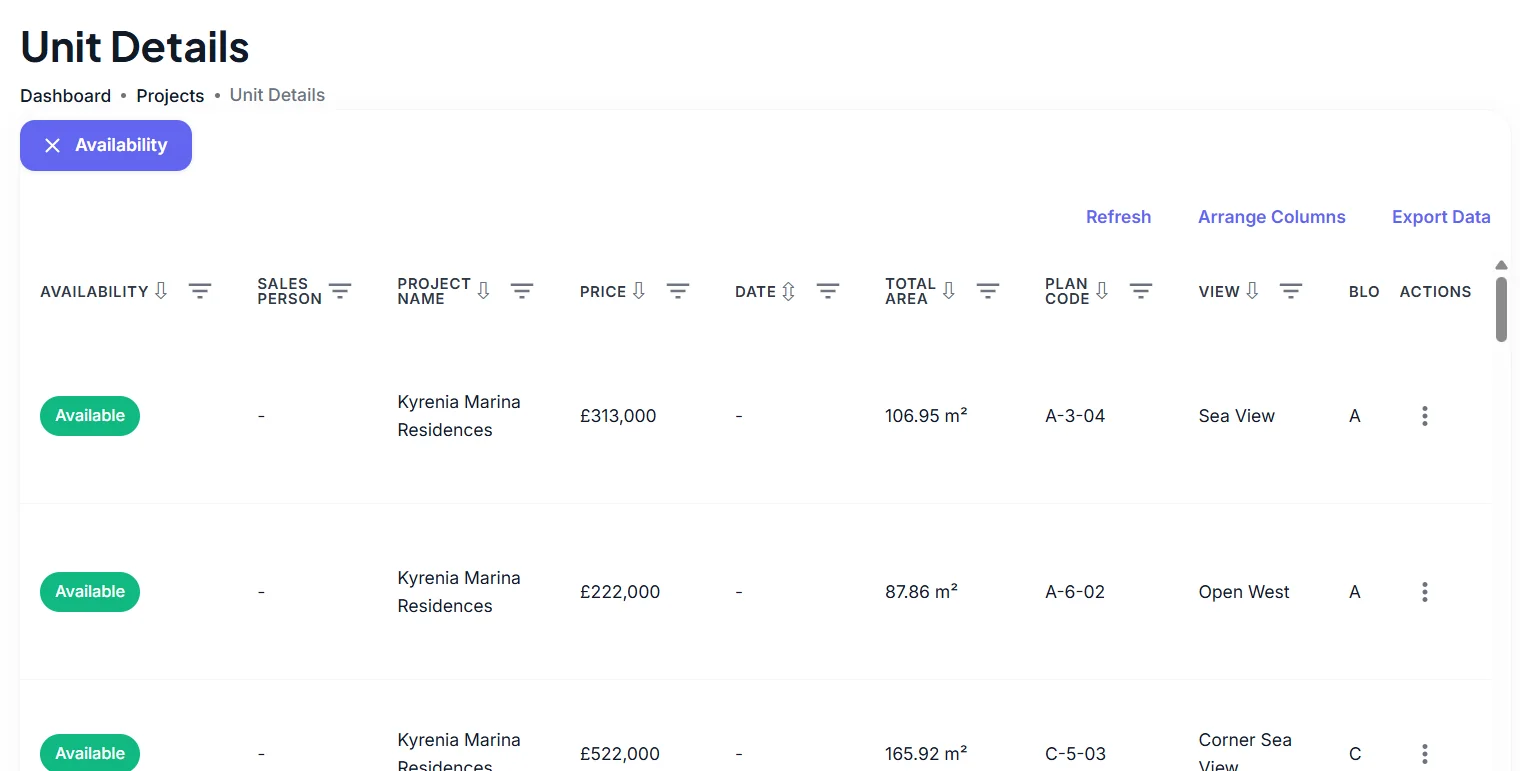 Unit Details
Dashboard • Projects • Unit Details
Availability
Refresh Arrange Columns Export Data
AVAILABILITY SALES PERSON PROJECT NAME PRICE DATE TOTAL AREA PLAN CODE VIEW BLO ACTIONS
Available - Kyrenia Marina Residences £313,000 - 106.95 m² A-3-04 Sea View A
Available - Kyrenia Marina Residences £222,000 - 87.86 m² A-6-02 Open West A
Available - Kyrenia Marina Residences £522,000 - 165.92 m² C-5-03 Corner Sea View C